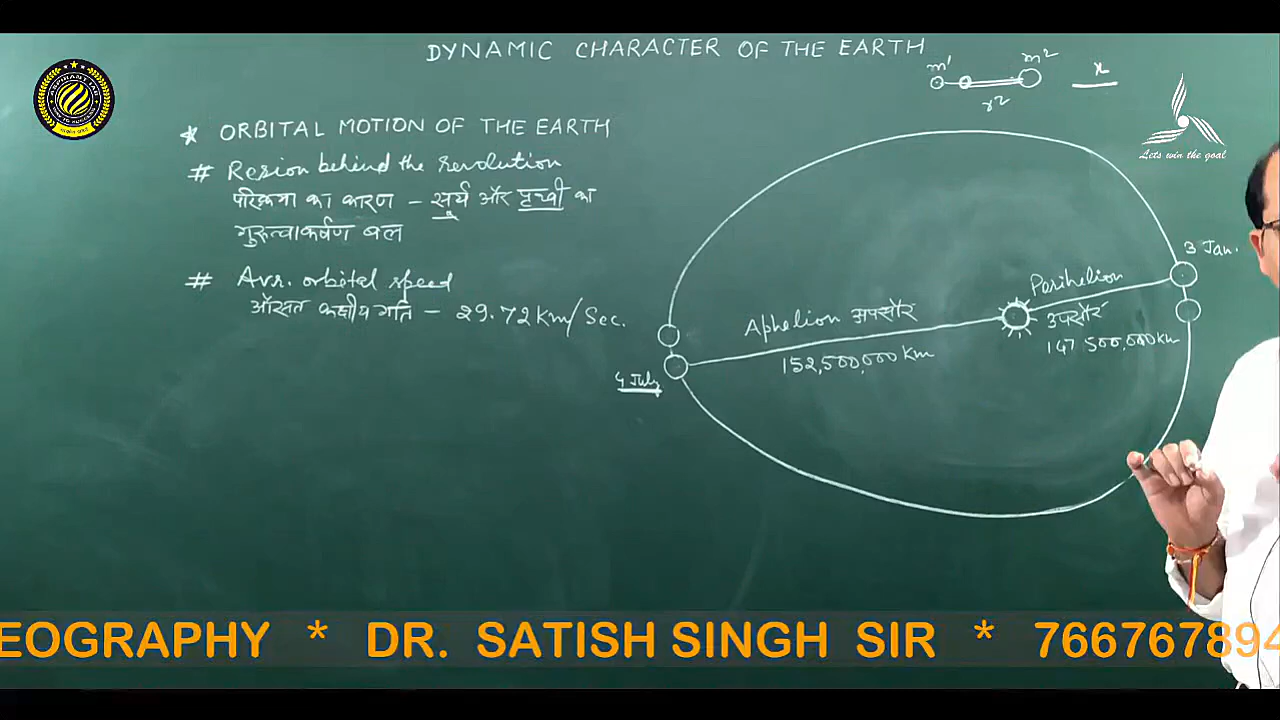 DYNAMIC CHARACTER OF THE EARTH
m1 m2
r2
x
Lets win the goal
* ORBITAL MOTION OF THE EARTH
# Resion behind the revolution
परिक्रमा का कारण - सूर्य और पृथ्वी का
गुरुत्वाकर्षण बल
# Avr. orbital speed
औसत कक्षीय गति - 29.72 Km/Sec.
3 Jan.
Perihelion
उपसौर
147 500,000 Km
Aphelion अपसौर
152,500,000 Km
4 July
EOGRAPHY * DR. SATISH SINGH SIR * 766767894